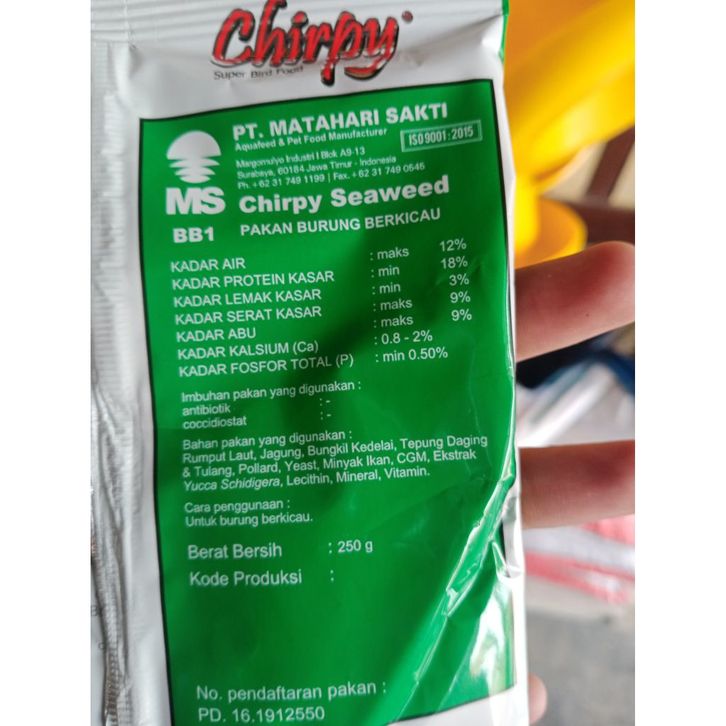 Chirpy
Super Bird Food
PT. MATAHARI SAKTI
Aquafeed & Pet Food Manufacturer
ISO 9001:2015
Margomulyo Industri I Blok A9-13
Surabaya, 60184 Jawa Timur - Indonesia
Ph. +62 31 749 1199 | Fax. +62 31 749 0545
MS
Chirpy Seaweed
BB1 PAKAN BURUNG BERKICAU
KADAR AIR : maks 12%
KADAR PROTEIN KASAR : min 18%
KADAR LEMAK KASAR : min 3%
KADAR SERAT KASAR : maks 9%
KADAR ABU : maks 9%
KADAR KALSIUM (Ca) : 0.8 - 2%
KADAR FOSFOR TOTAL (P) : min 0.50%
Imbuhan pakan yang digunakan :
antibiotik : -
coccidiostat : -
Bahan pakan yang digunakan :
Rumput Laut, Jagung, Bungkil Kedelai, Tepung Daging
& Tulang, Pollard, Yeast, Minyak Ikan, CGM, Ekstrak
Yucca Schidigera, Lecithin, Mineral, Vitamin.
Cara penggunaan :
Untuk burung berkicau.
Berat Bersih : 250 g
Kode Produksi :
No. pendaftaran pakan :
PD. 16.1912550